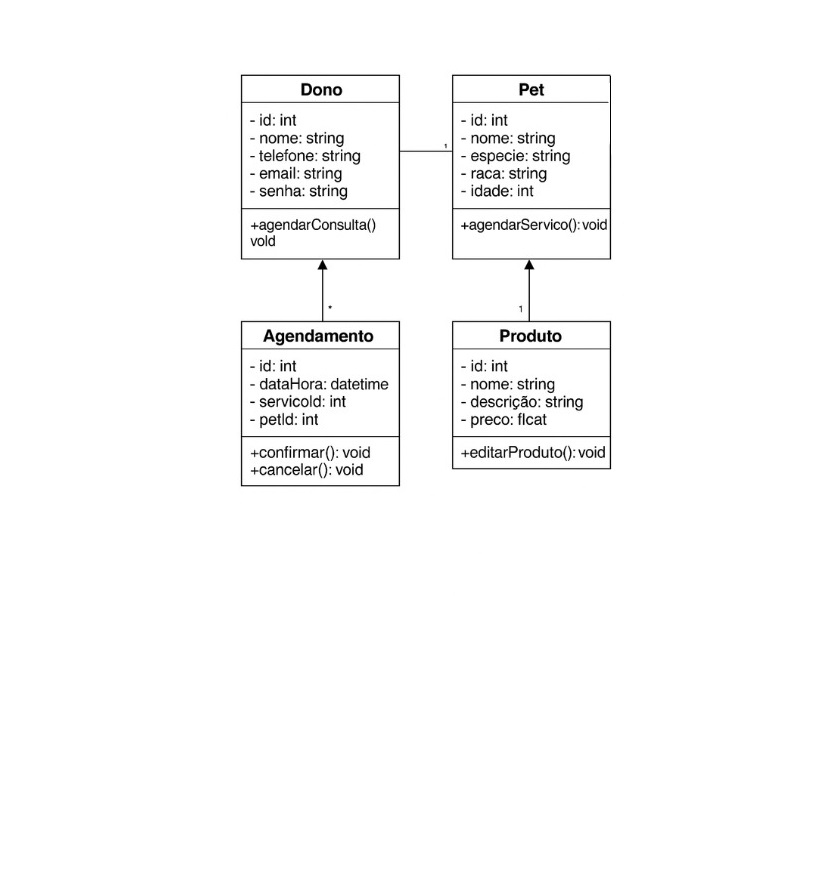 Dono
- id: int
- nome: string
- telefone: string
- email: string
- senha: string
+agendarConsulta()
vold
1
Pet
- id: int
- nome: string
- especie: string
- raca: string
- idade: int
+agendarServico(): void
*
Agendamento
- id: int
- dataHora: datetime
- servicoId: int
- petId: int
+confirmar(): void
+cancelar(): void
1
Produto
- id: int
- nome: string
- descrição: string
- preco: flcat
+editarProduto(): void